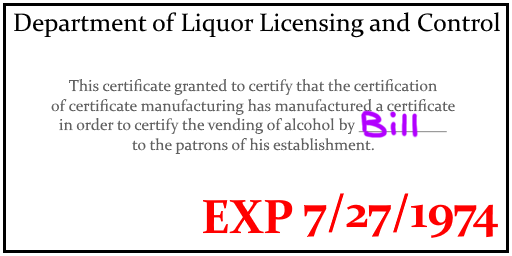 Department of Liquor Licensing and Control
This certificate granted to certify that the certification
of certificate manufacturing has manufactured a certificate
in order to certify the vending of alcohol by Bill
to the patrons of his establishment.
EXP 7/27/1974